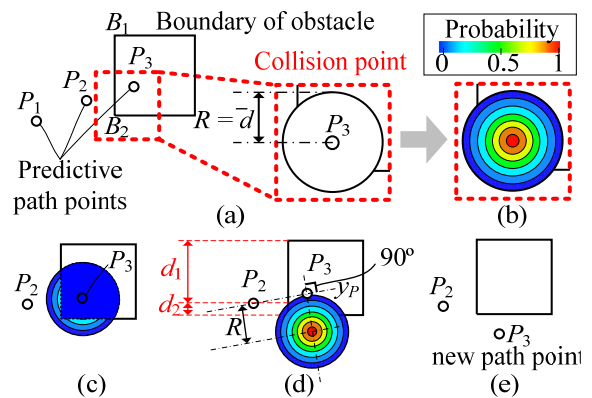 B1 Boundary of obstacle
P3
P2
P1
B2
Predictive
path points
Collision point
R = d̅
P3
(a)
Probability
0 0.5 1
(b)
P3
P2
(c)
d1
d2
P2
P3
90º
yP
R
(d)
P2
P3
new path point
(e)